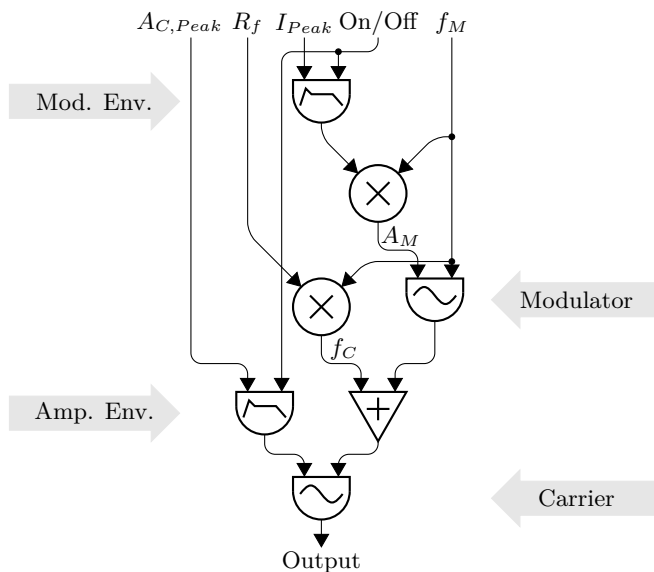 A_{C,Peak} R_f I_{Peak} On/Off f_M
Mod. Env.
×
A_M
Modulator
×
f_C
Amp. Env.
+
Carrier
Output